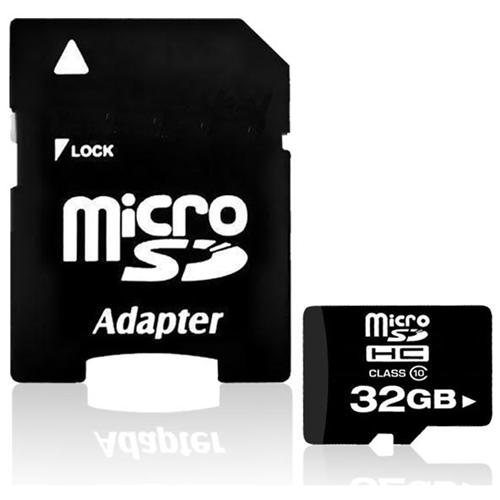 LOCK
micro
SD
Adapter
micro
SD
HC
CLASS 10
32GB